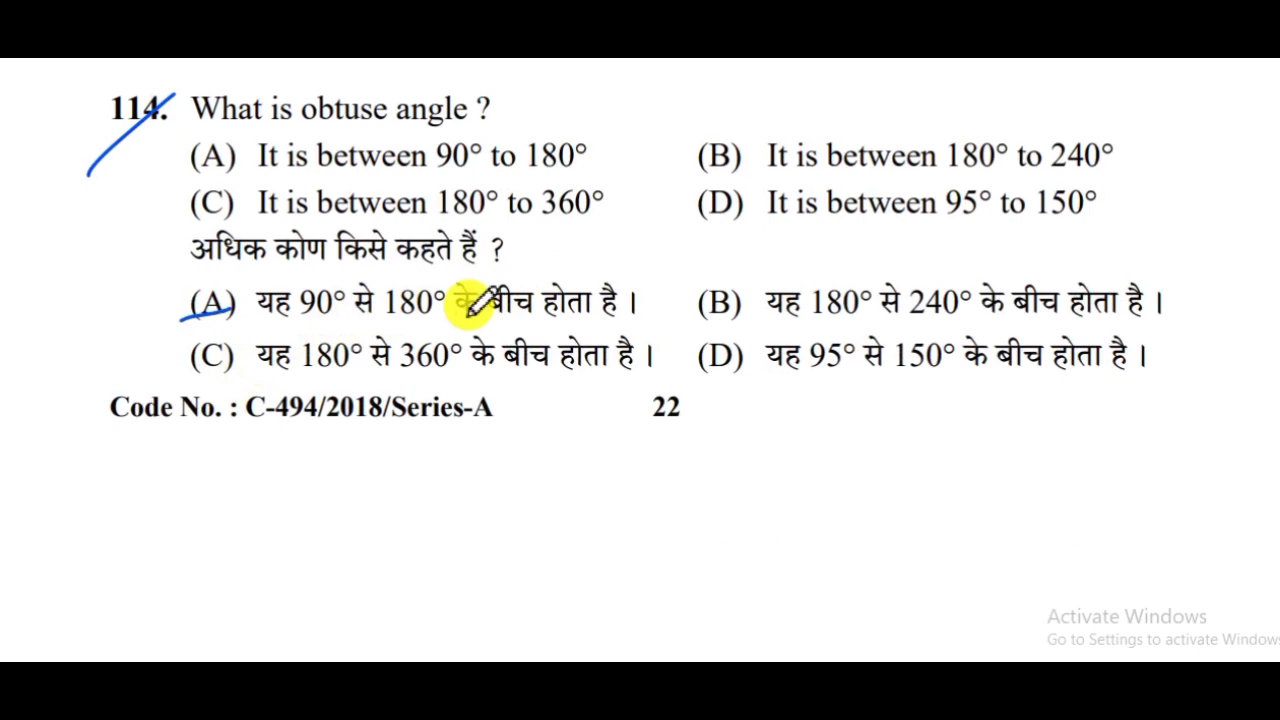 114. What is obtuse angle ?
(A) It is between 90° to 180° (B) It is between 180° to 240°
(C) It is between 180° to 360° (D) It is between 95° to 150°
अधिक कोण किसे कहते हैं ?
(A) यह 90° से 180° के बीच होता है । (B) यह 180° से 240° के बीच होता है ।
(C) यह 180° से 360° के बीच होता है । (D) यह 95° से 150° के बीच होता है ।
Code No. : C-494/2018/Series-A 22
Activate Windows
Go to Settings to activate Windows